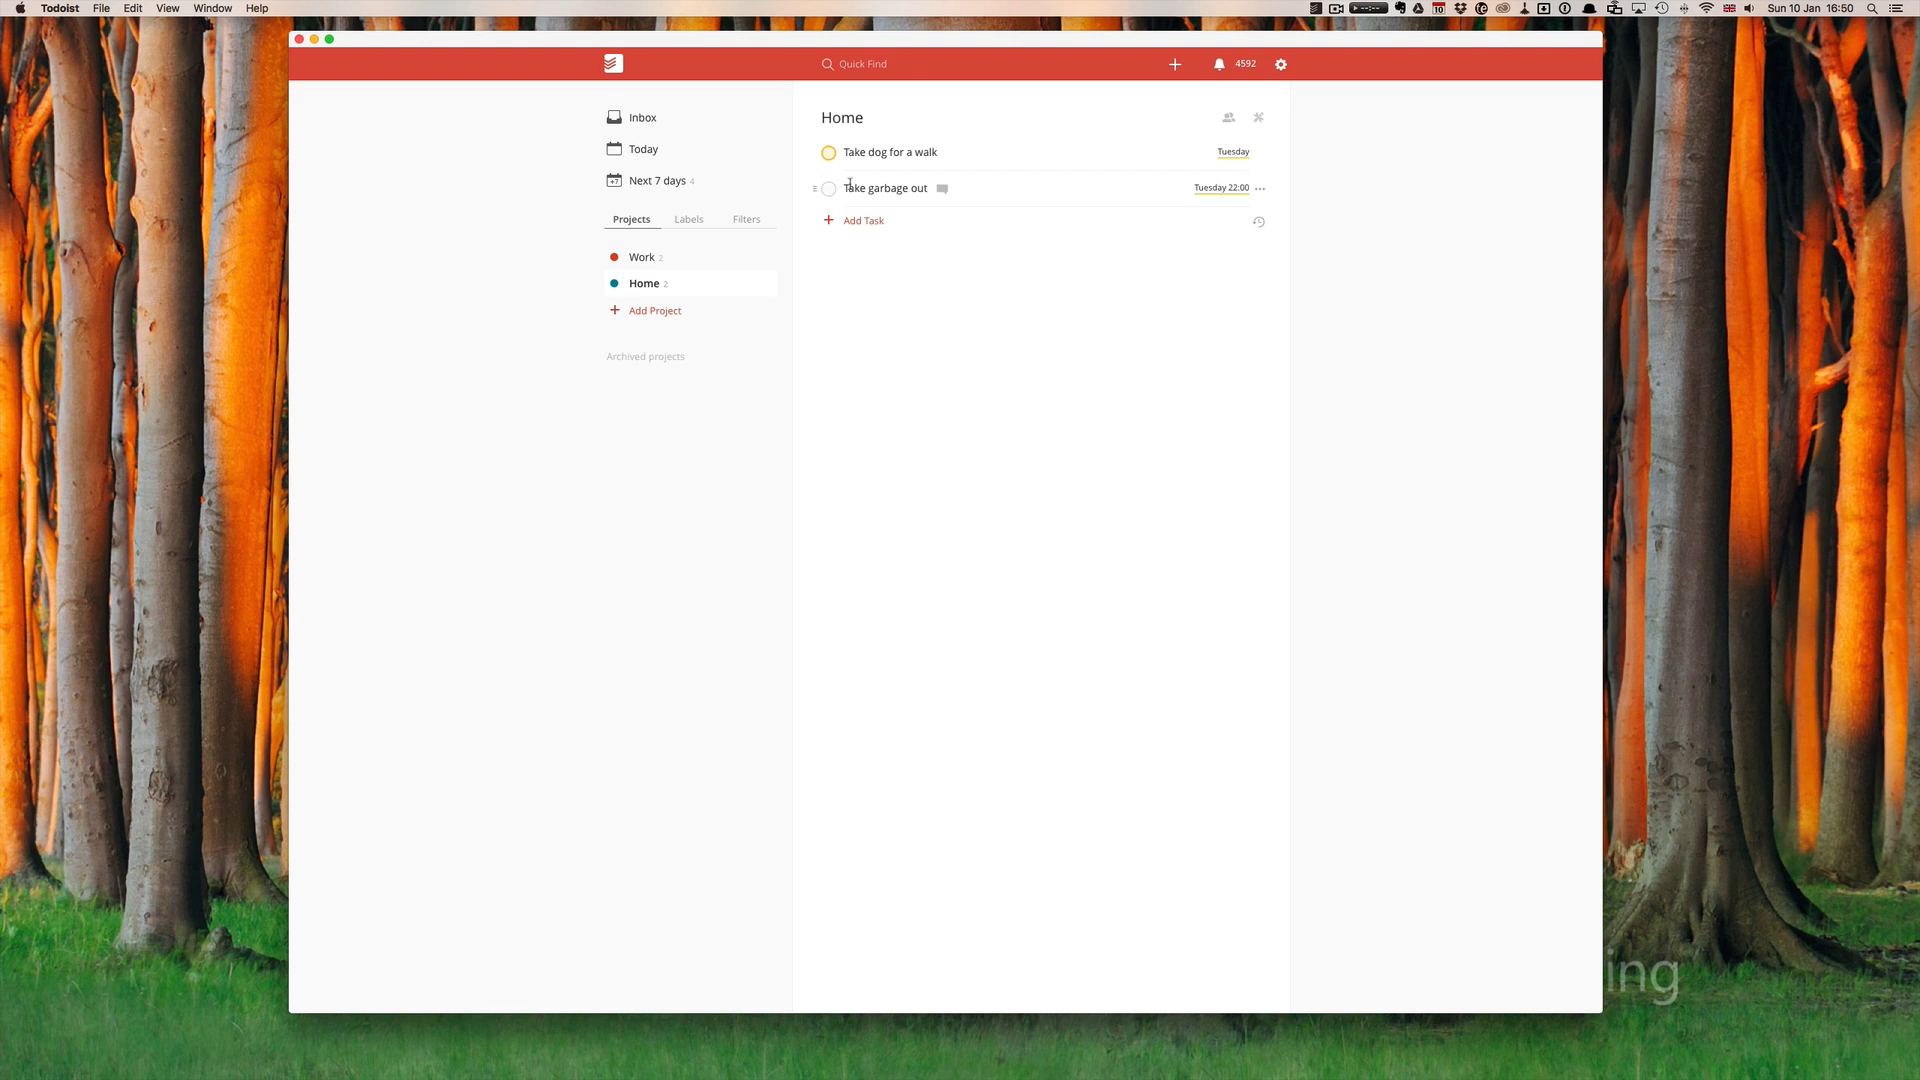 Todoist File Edit View Window Help
10 Sun 10 Jan 16:50
Quick Find
4592
Inbox
Today
+7 Next 7 days 4
Projects Labels Filters
Work 2
Home 2
+ Add Project
Archived projects
Home
Take dog for a walk Tuesday
Take garbage out Tuesday 22:00
+ Add Task
ing